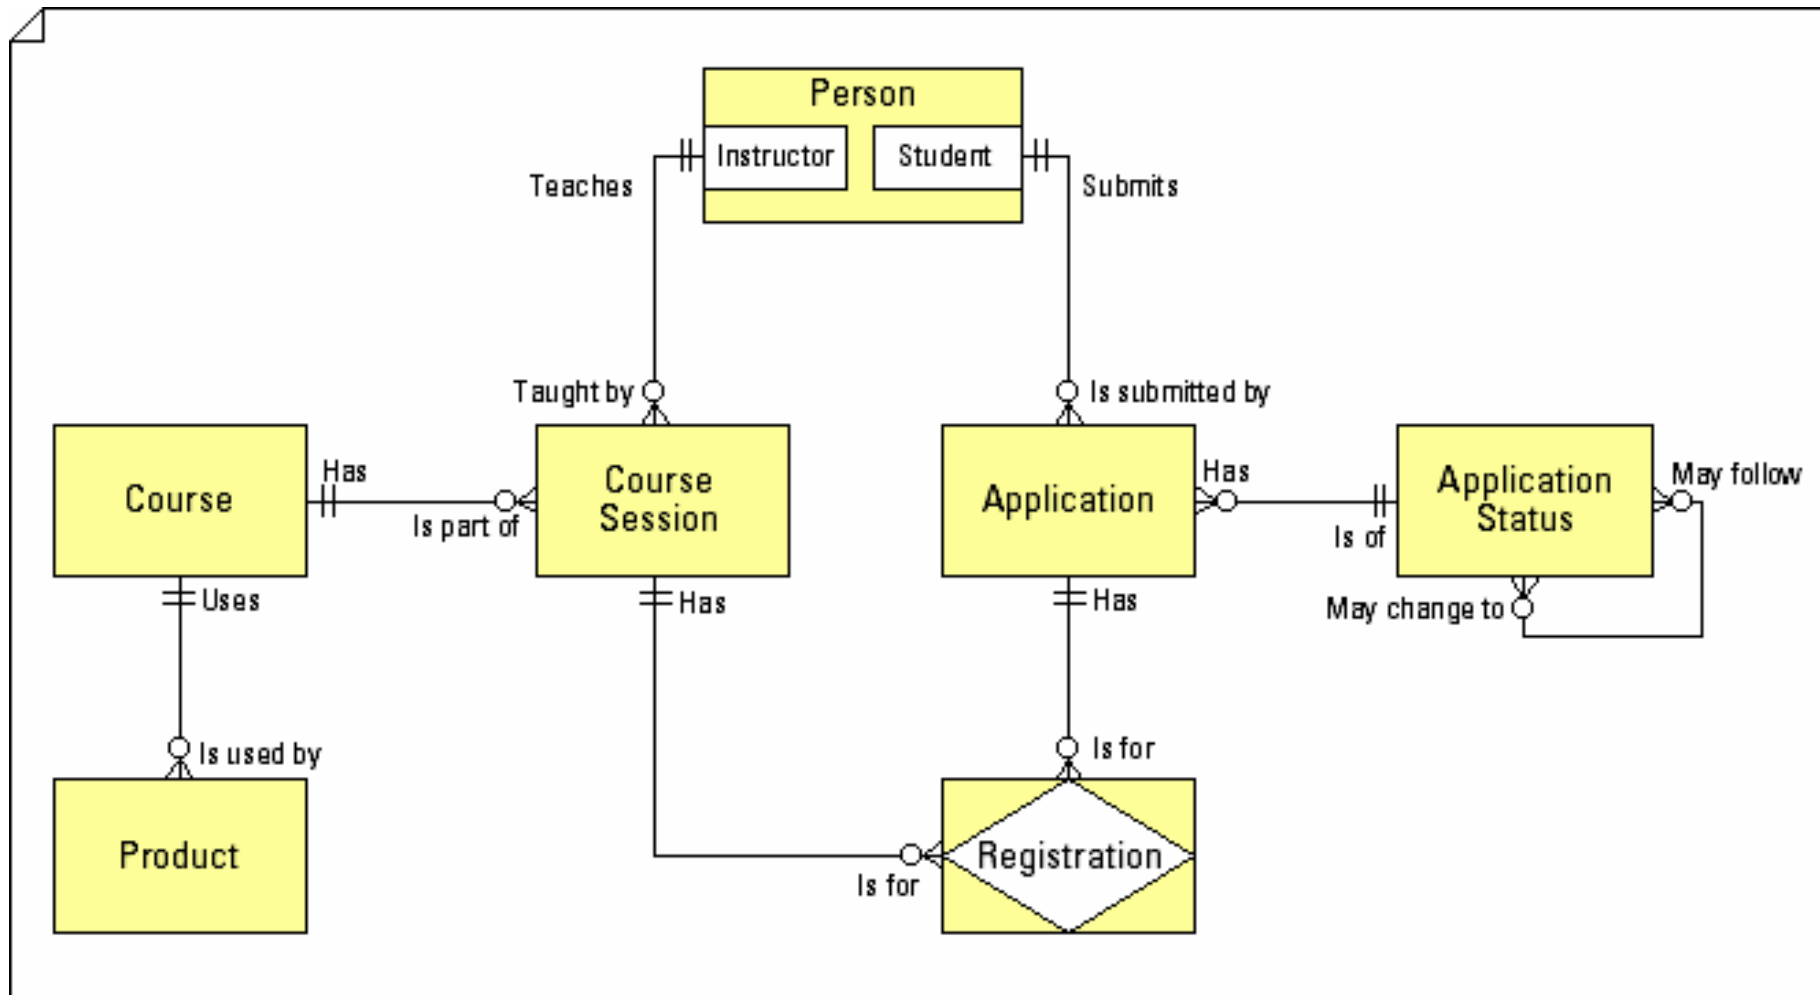 Person
Instructor
Student
Teaches
Submits
Taught by
Is submitted by
Course
Has
Is part of
Course
Session
Application
Has
Is of
Application
Status
May follow
May change to
Uses
Has
Has
Is used by
Is for
Product
Is for
Registration